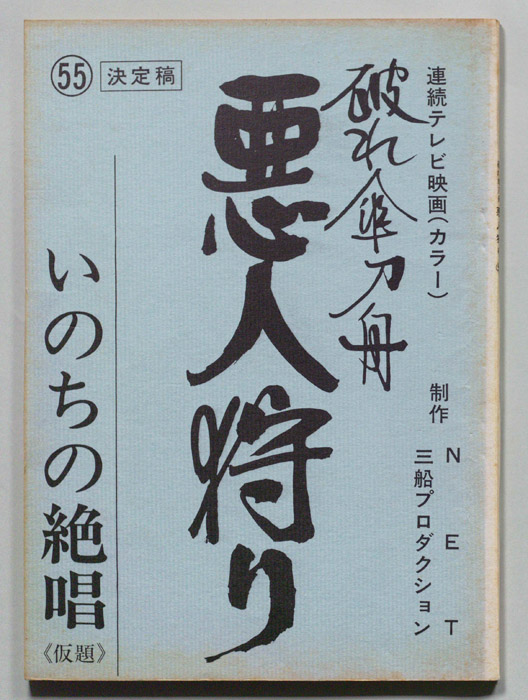 連続テレビ映画(カラー)
制作 NET
三船プロダクション
破れ傘刀舟
悪人狩り
㊺ 決定稿
いのちの絶唱
《仮題》